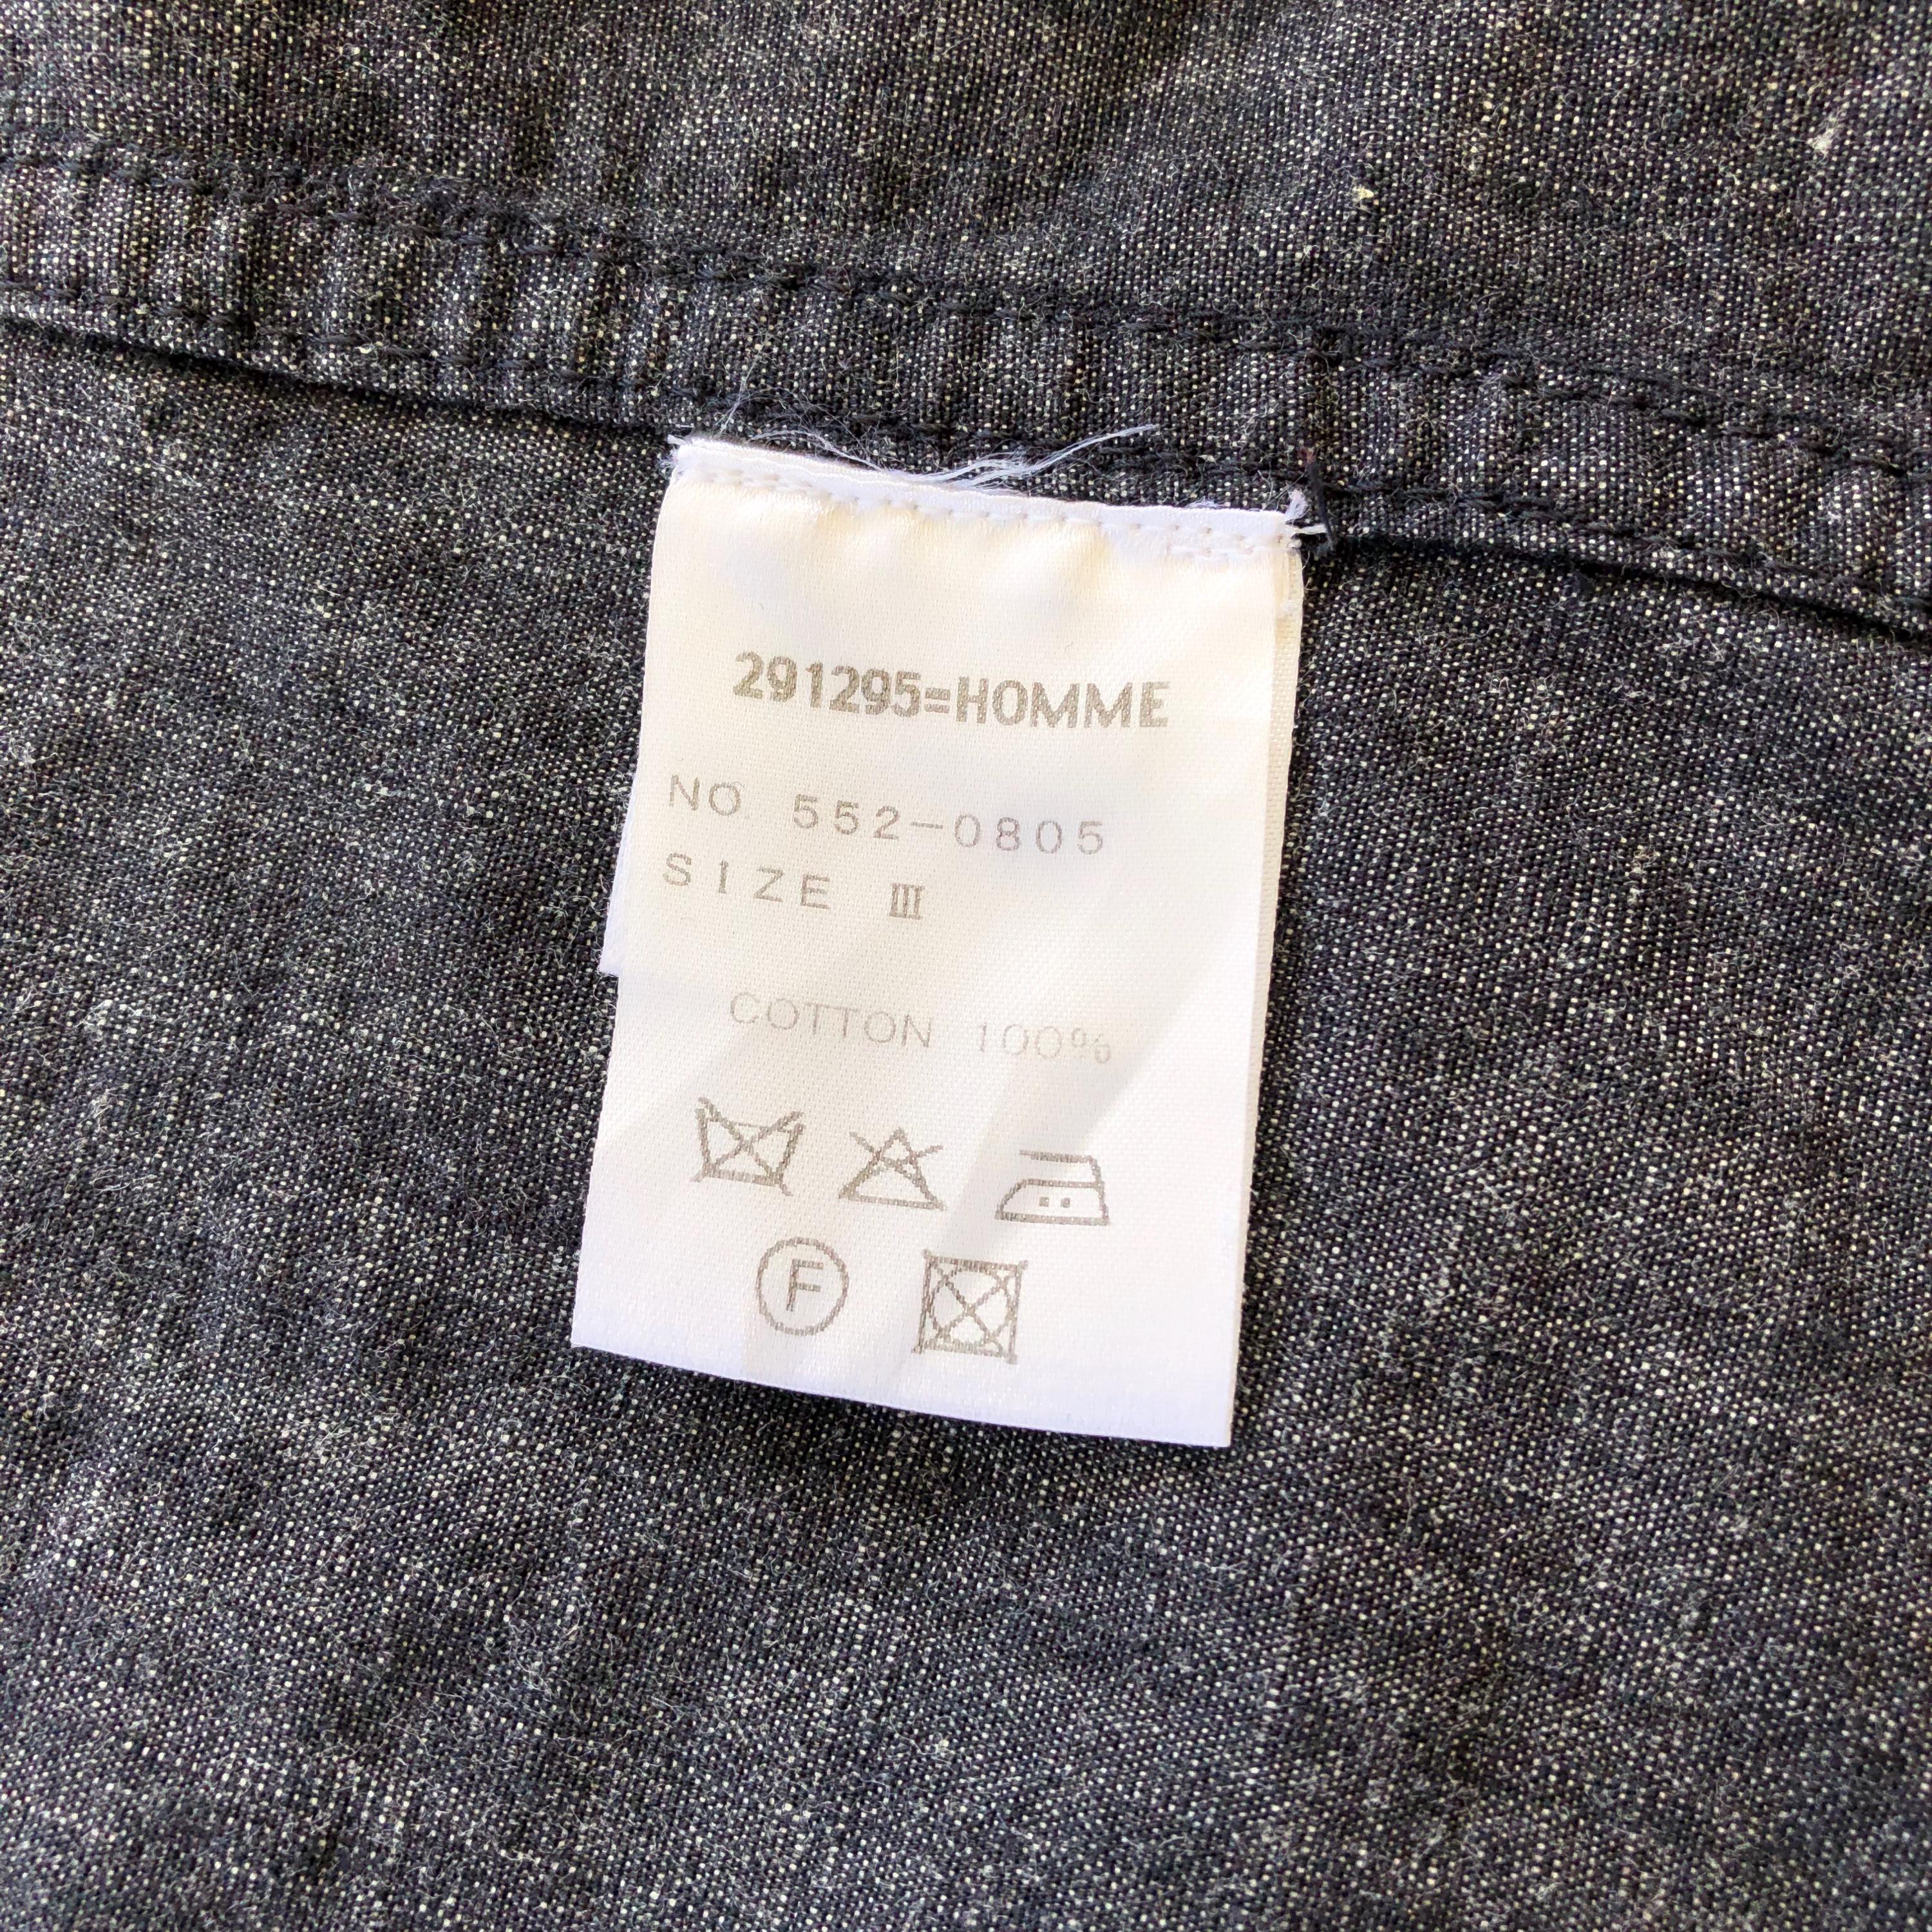 291295=HOMME
NO. 552-0805
SIZE Ⅲ
COTTON 100%
F